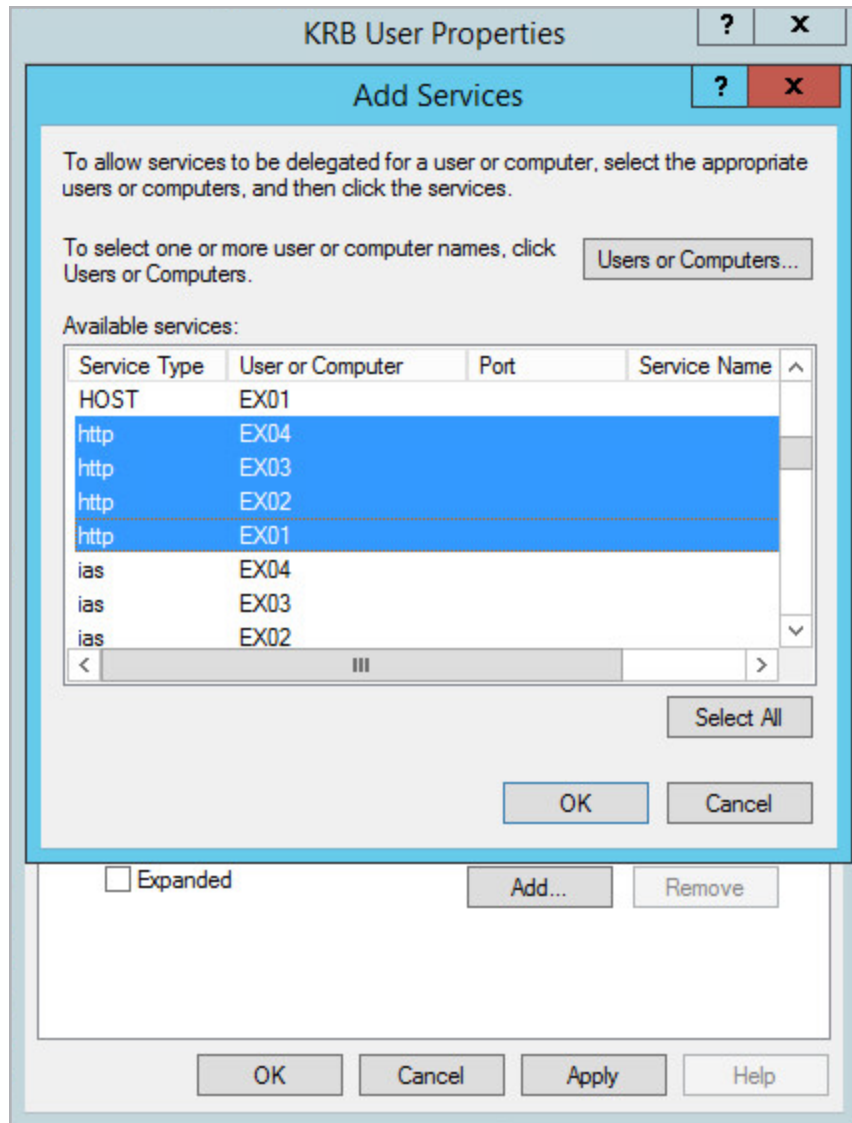 KRB User Properties ? x
Add Services ? x
To allow services to be delegated for a user or computer, select the appropriate
users or computers, and then click the services.
To select one or more user or computer names, click
Users or Computers.
Users or Computers...
Available services:
Service Type User or Computer Port Service Name
HOST EX01
http EX04
http EX03
http EX02
http EX01
ias EX04
ias EX03
ias EX02
Select All
OK Cancel
Expanded Add... Remove
OK Cancel Apply Help